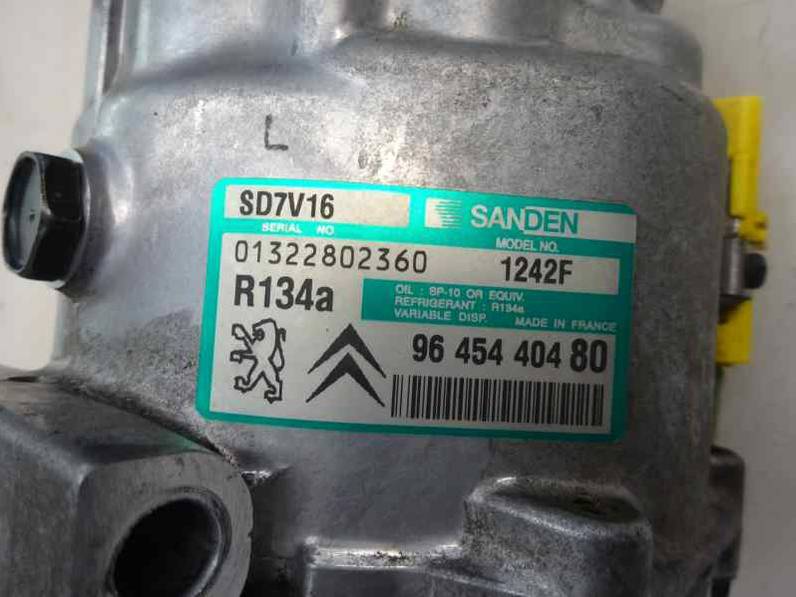 L
SD7V16 SANDEN
SERIAL NO MODEL NO.
01322802360 1242F
R134a OIL : SP-10 OR EQUIV.
REFRIGERANT : R134a
VARIABLE DISP. MADE IN FRANCE
96 454 404 80